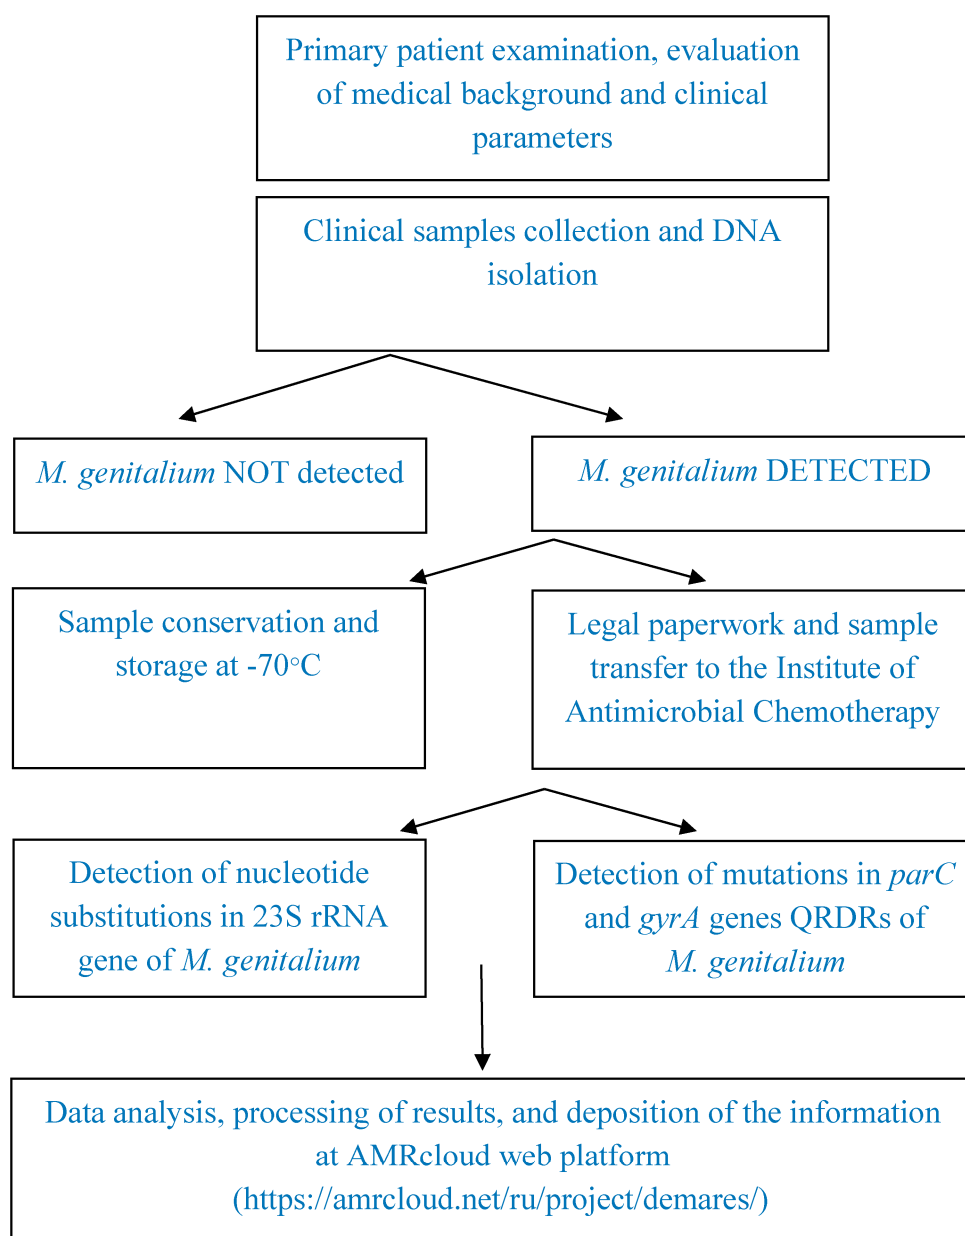 Primary patient examination, evaluation
of medical background and clinical
parameters
Clinical samples collection and DNA
isolation
M. genitalium NOT detected
M. genitalium DETECTED
Sample conservation and
storage at -70°C
Legal paperwork and sample
transfer to the Institute of
Antimicrobial Chemotherapy
Detection of nucleotide
substitutions in 23S rRNA
gene of M. genitalium
Detection of mutations in parC
and gyrA genes QRDRs of
M. genitalium
Data analysis, processing of results, and deposition of the information
at AMRcloud web platform
(https://amrcloud.net/ru/project/demares/)